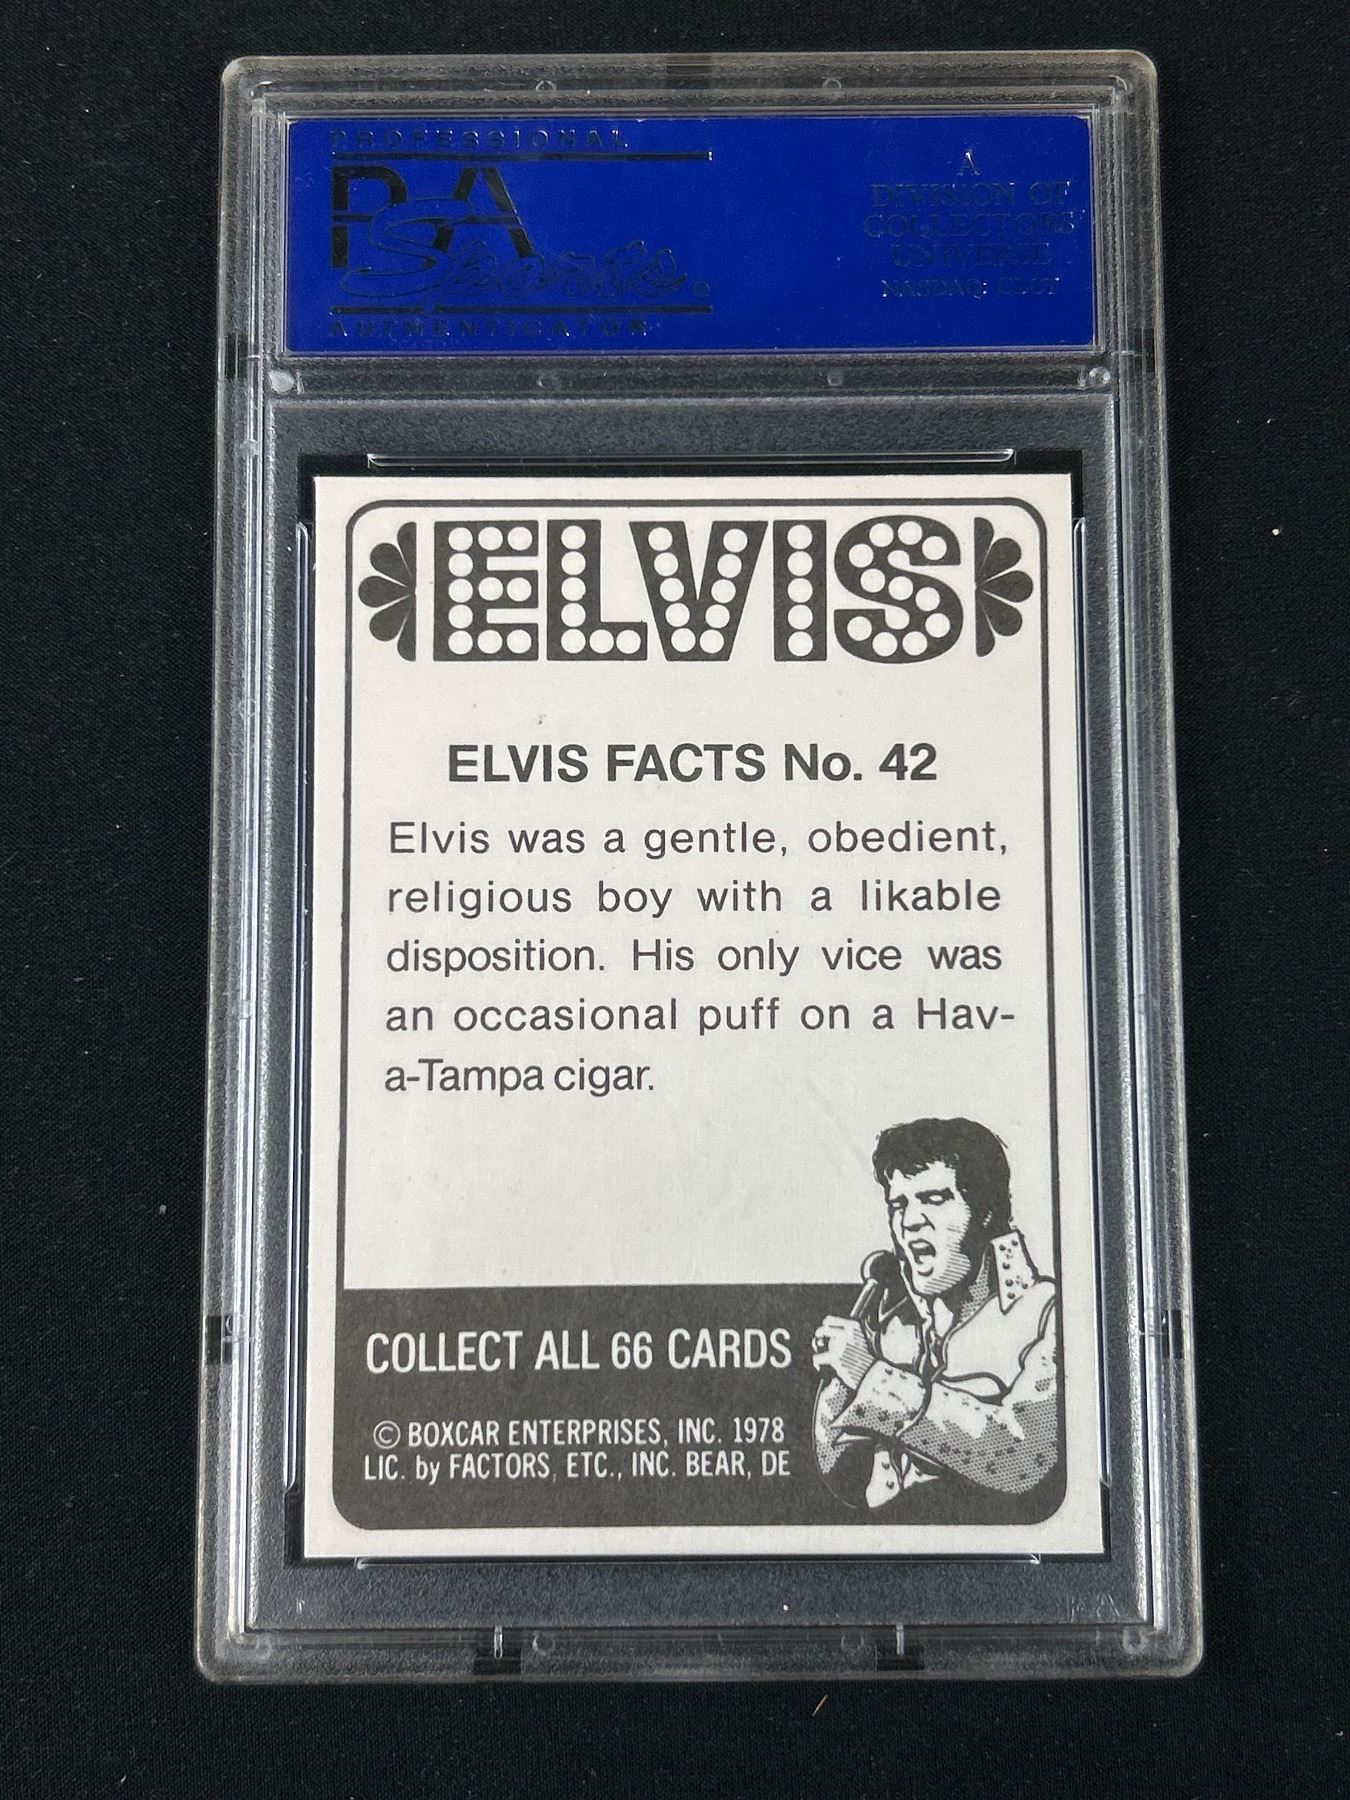 PROFESSIONAL
PSA
Sports®
AUTHENTICATOR
A
DIVISION OF
COLLECTORS
UNIVERSE
NASDAQ: CLCT
ELVIS
ELVIS FACTS No. 42
Elvis was a gentle, obedient,
religious boy with a likable
disposition. His only vice was
an occasional puff on a Hav-
a-Tampa cigar.
COLLECT ALL 66 CARDS
© BOXCAR ENTERPRISES, INC. 1978
LIC. by FACTORS, ETC., INC. BEAR, DE
PSA